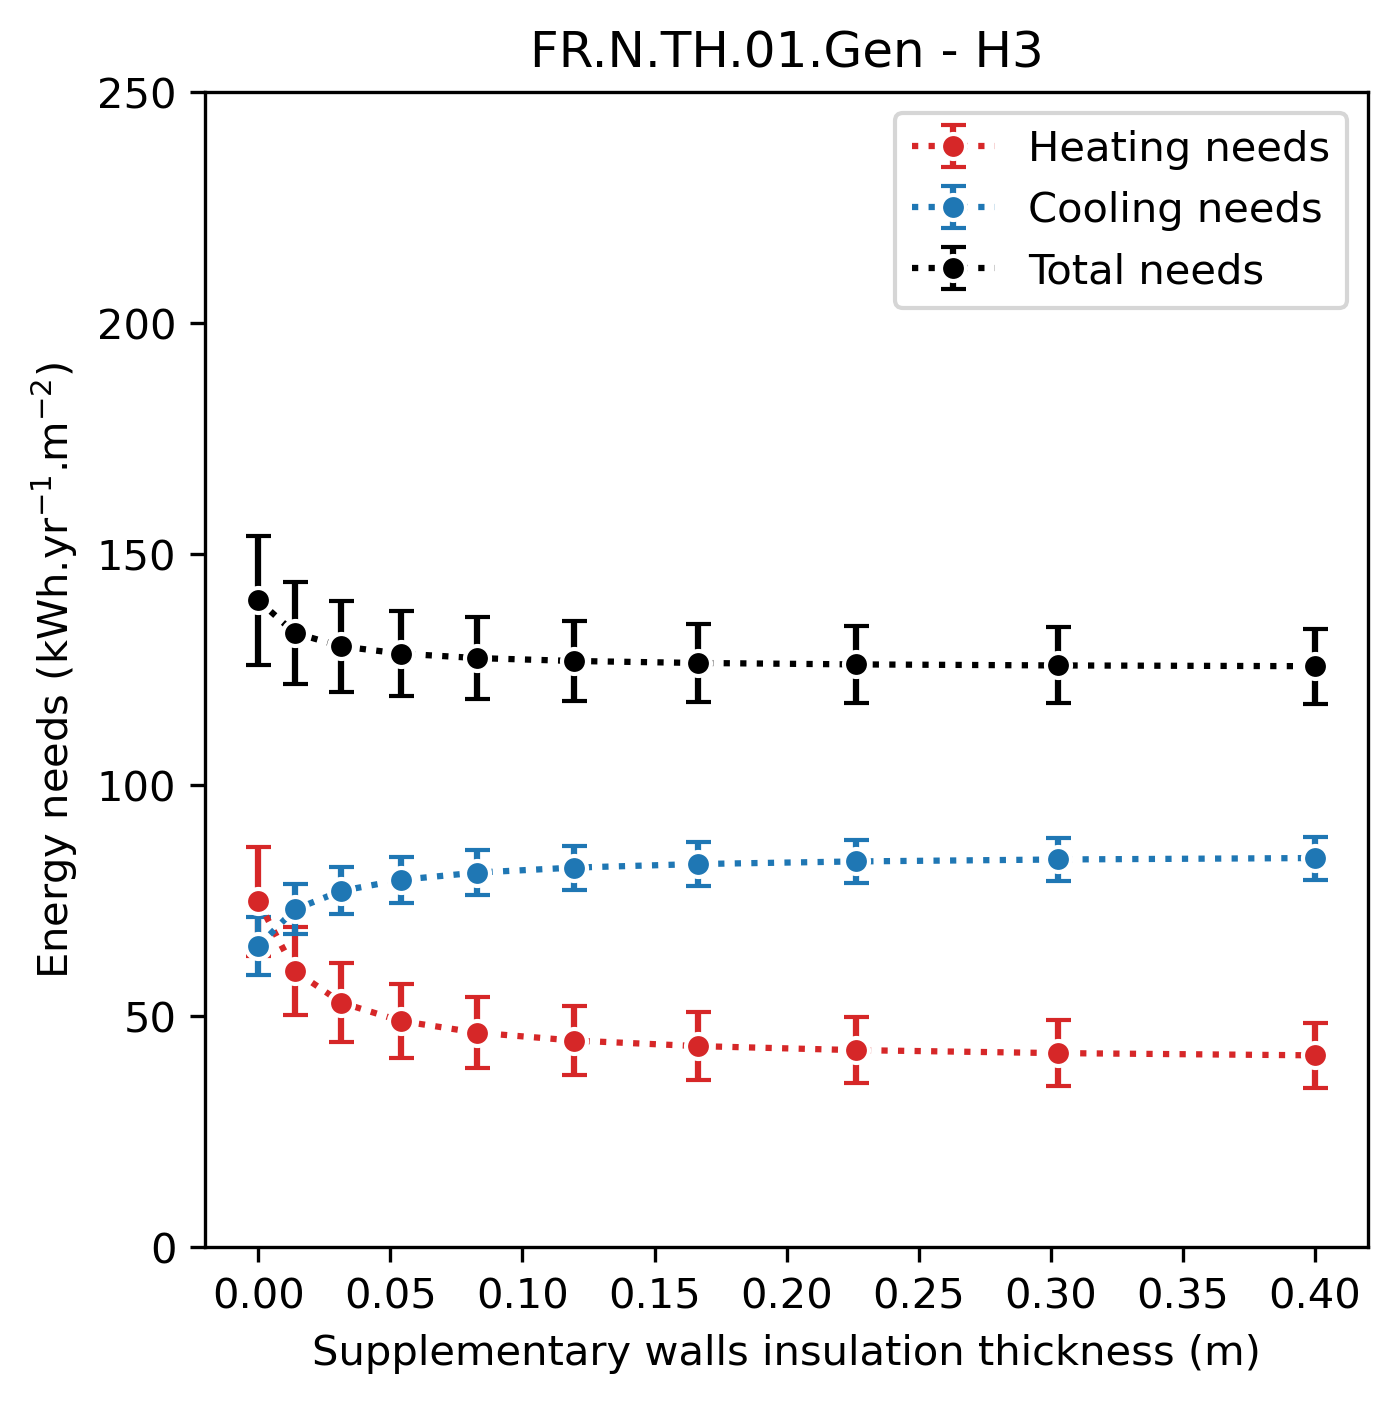 FR.N.TH.01.Gen - H3
250
200
150
100
50
0
Energy needs (kWh.yr⁻¹.m⁻²)
Heating needs
Cooling needs
Total needs
0.00 0.05 0.10 0.15 0.20 0.25 0.30 0.35 0.40
Supplementary walls insulation thickness (m)